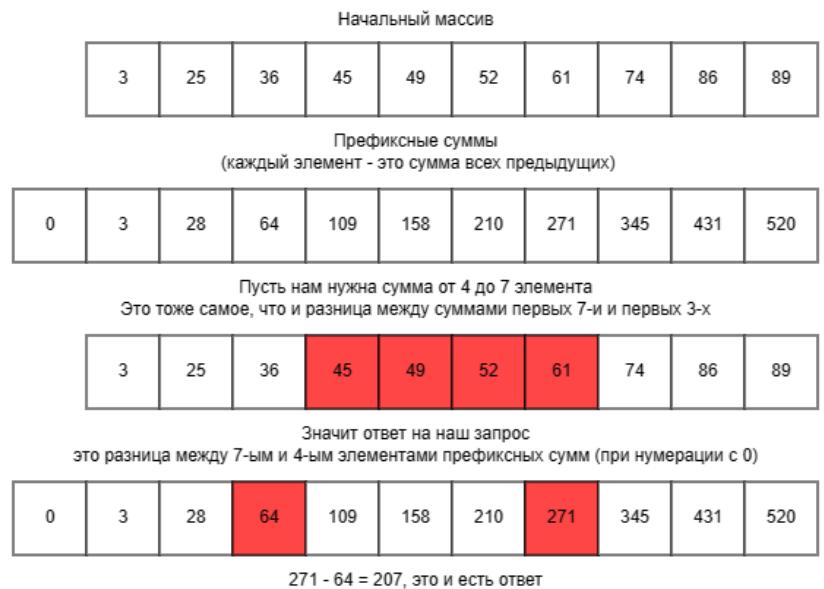 Начальный массив
3 25 36 45 49 52 61 74 86 89
Префиксные суммы
(каждый элемент - это сумма всех предыдущих)
0 3 28 64 109 158 210 271 345 431 520
Пусть нам нужна сумма от 4 до 7 элемента
Это тоже самое, что и разница между суммами первых 7-и и первых 3-х
3 25 36 45 49 52 61 74 86 89
Значит ответ на наш запрос
это разница между 7-ым и 4-ым элементами префиксных сумм (при нумерации с 0)
0 3 28 64 109 158 210 271 345 431 520
271 - 64 = 207, это и есть ответ